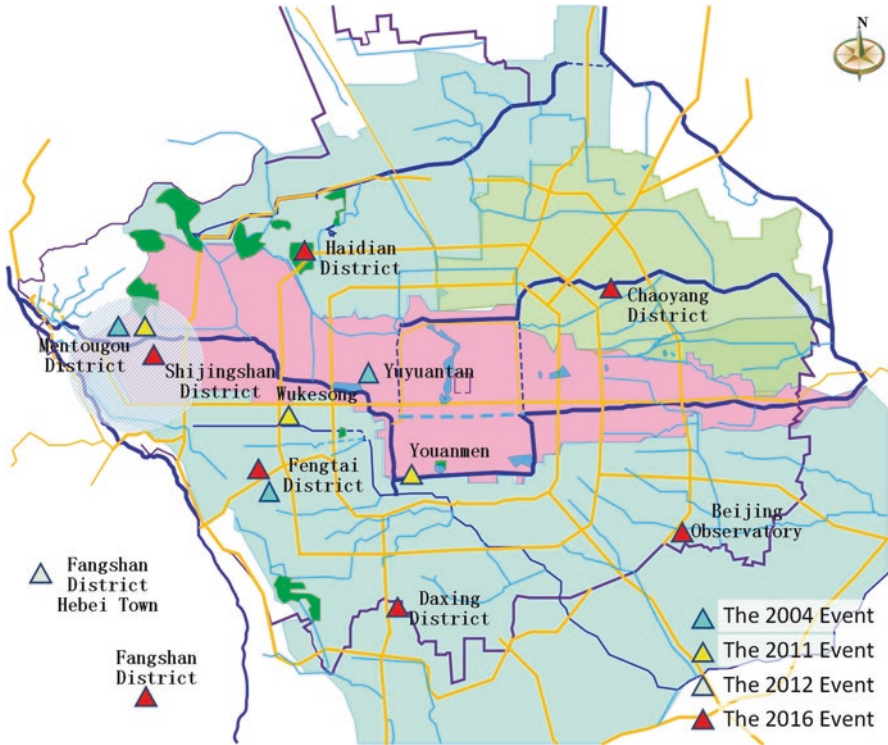 N
Haidian
District
Chaoyang
District
Mentougou
District
Shijingshan
District
Yuyuantan
Wukesong
Youanmen
Fengtai
District
Beijing
Observatory
Fangshan
District
Hebei Town
Daxing
District
Fangshan
District
The 2004 Event
The 2011 Event
The 2012 Event
The 2016 Event